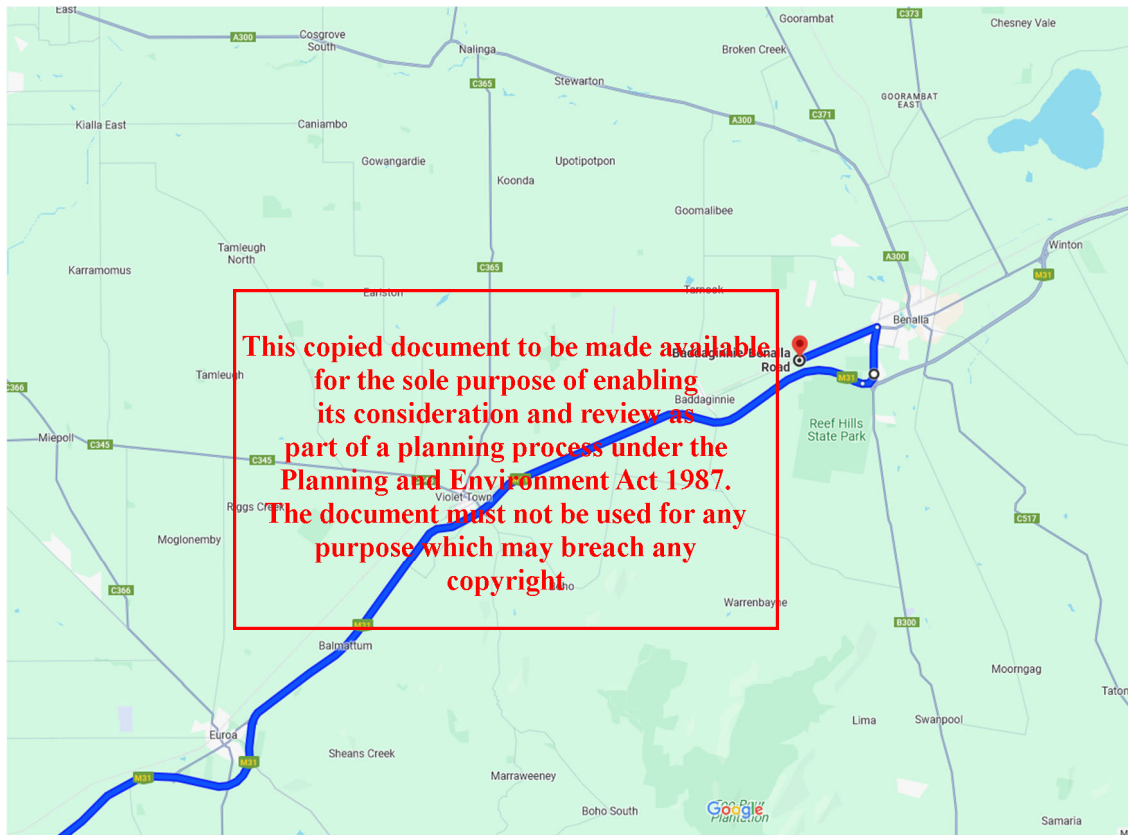 East
A300
Cosgrove
South
Nalinga
C365
Stewarton
Goorambat
C373
Chesney Vale
Broken Creek
GOORAMBAT
EAST
Kialla East
Caniambo
A300
C371
Gowangardie
Upotipotpon
Koonda
Goomalibee
Tamleugh
North
Karramomus
C365
A300
Winton
M31
Earlston
Tarnook
Benalla
This copied document to be made available
for the sole purpose of enabling
its consideration and review as
part of a planning process under the
Planning and Environment Act 1987.
The document must not be used for any
purpose which may breach any
copyright
Baddaginnie-Benalla
Road
Tamleugh
C366
M31
Baddaginnie
Reef Hills
State Park
Miepoll
C345
C345
Violet Town
Riggs Creek
C517
Moglonemby
C366
Boho
Warrenbayne
M31
B300
Balmattum
Moorngag
Euroa
Lima
Swanpool
Sheans Creek
M31
M31
Marraweeney
Boho South
Google
Plantation
Samaria